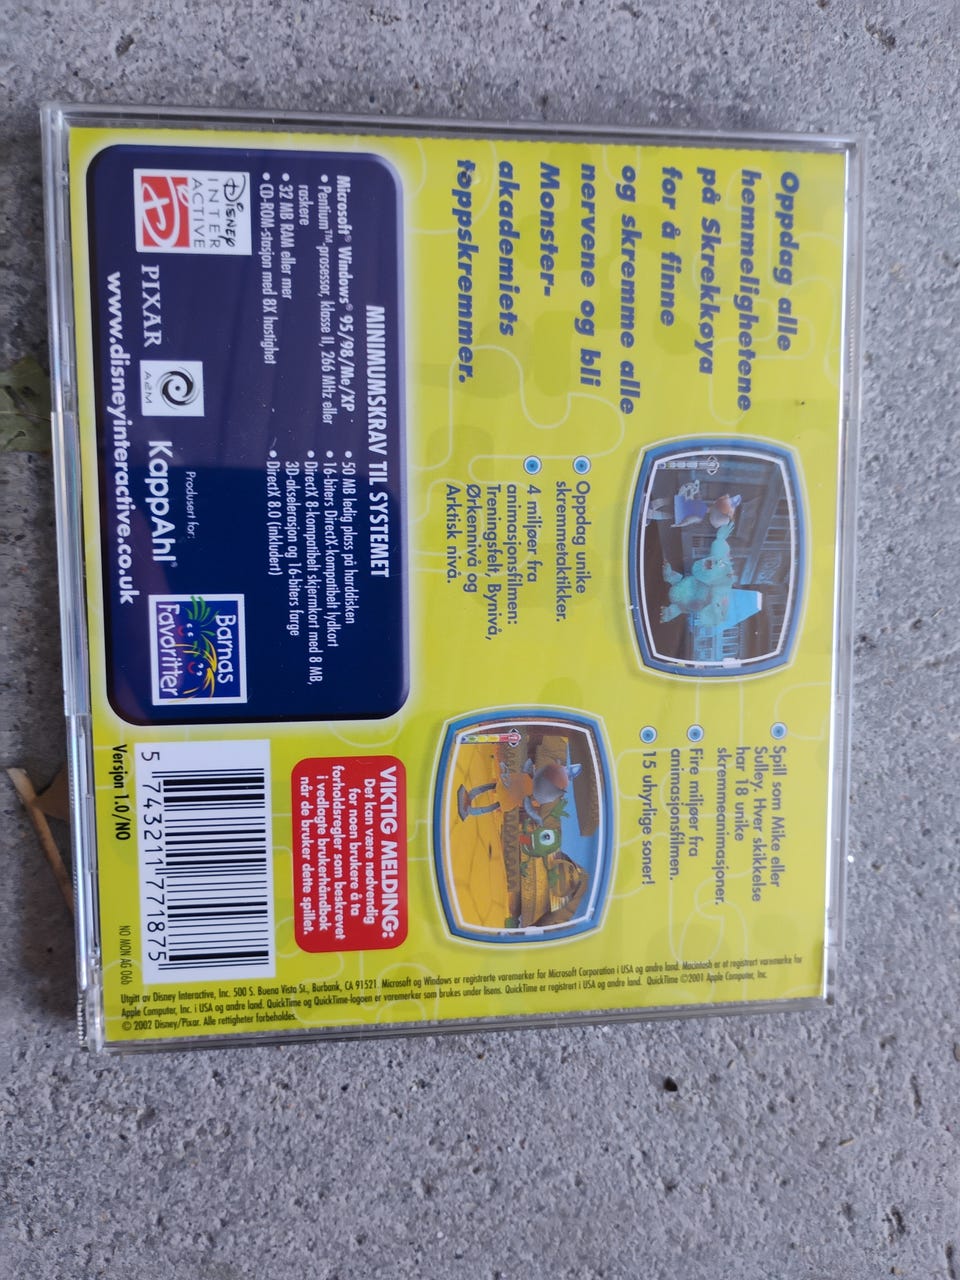 Oppdag alle
hemmelighetene
på Skrekkøya
for å finne
og skremme alle
nervene og bli
Monster-
akademiets
toppskremmer.
Oppdag unike
skremmetaktikker.
4 miljøer fra
animasjonsfilmen:
Treningsfelt, Bynivå,
Ørkennivå og
Arktisk nivå.
Spill som Mike eller
Sulley. Hver skikkelse
har 18 unike
skremmeanimasjoner.
Fire miljøer fra
animasjonsfilmen.
15 uhyrlige soner!
MINIMUMSKRAV TIL SYSTEMET
Microsoft® Windows® 95/98/Me/XP
• Pentium™-prosessor, klasse II, 266 MHz eller
raskere
• 32 MB RAM eller mer
• CD-ROM-stasjon med 8X hastighet
• 50 MB ledig plass på harddisken
• 16-biters DirectX-kompatibelt lydkort
• DirectX 8-kompatibelt skjermkort med 8 MB,
3D-akselerasjon og 16-biters farge
• DirectX 8.0 (inkludert)
DISNEY
INTER
ACTIVE
PIXAR
A2M
Produsert for:
KappAhl®
Barnas
Favoritter
www.disneyinteractive.co.uk
VIKTIG MELDING:
Det kan være nødvendig
for noen brukere å ta
forholdsregler som beskrevet
i vedlagte brukerhåndbok
når de bruker dette spillet.
5 743211 771875
Versjon 1.0/NO
NO MON AG 06b
Utgitt av Disney Interactive, Inc. 500 S. Buena Vista St., Burbank, CA 91521. Microsoft og Windows er registrerte varemerker for Microsoft Corporation i USA og andre land. Macintosh er et registrert varemerke for
Apple Computer, Inc. i USA og andre land. QuickTime og QuickTime-logoen er varemerker som brukes under lisens. QuickTime er registrert i USA og andre land. QuickTime ©2001 Apple Computer, Inc.
© 2002 Disney/Pixar. Alle rettigheter forbeholdes.